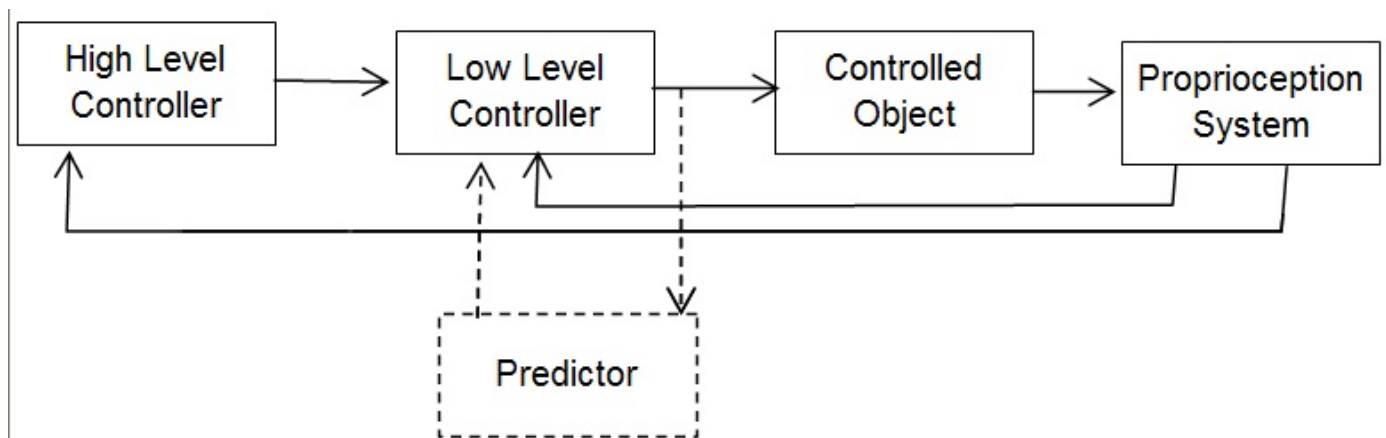 High Level
Controller
Low Level
Controller
Controlled
Object
Proprioception
System
Predictor